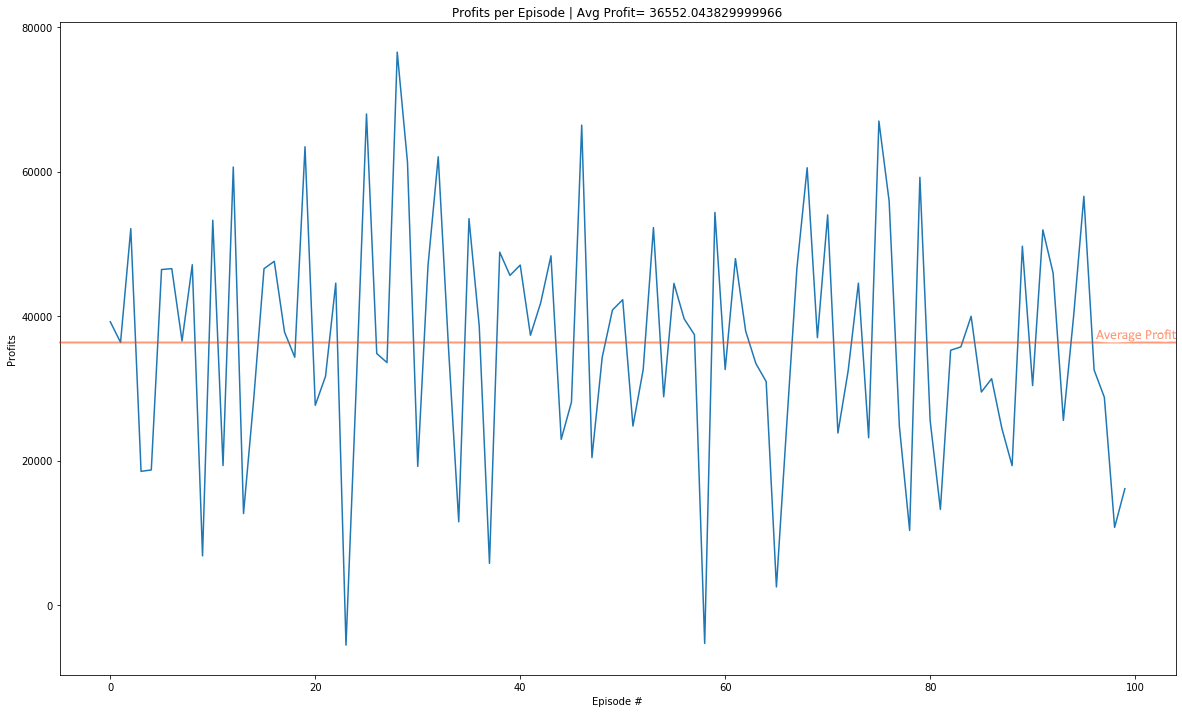 Profits per Episode | Avg Profit= 36552.043829999966
80000
60000
40000
20000
0
Profits
Average Profit
0 20 40 60 80 100
Episode #